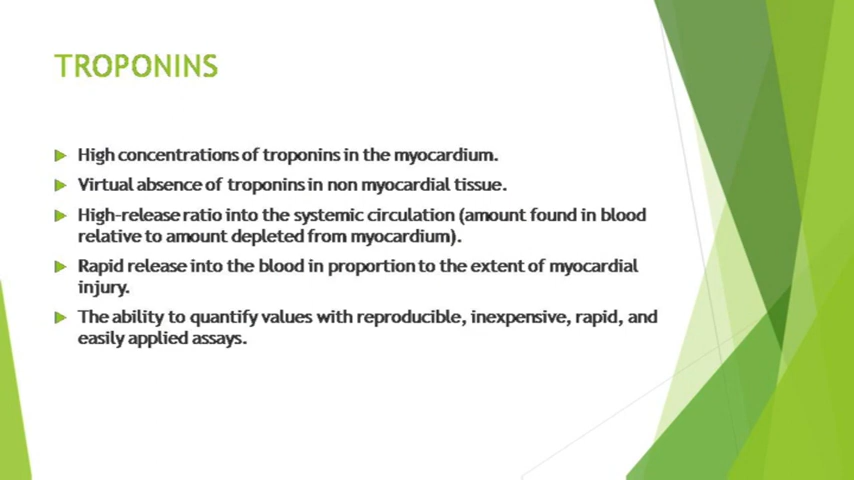 TROPONINS
High concentrations of troponins in the myocardium.
Virtual absence of troponins in non myocardial tissue.
High-release ratio into the systemic circulation (amount found in blood
relative to amount depleted from myocardium).
Rapid release into the blood in proportion to the extent of myocardial
injury.
The ability to quantify values with reproducible, inexpensive, rapid, and
easily applied assays.